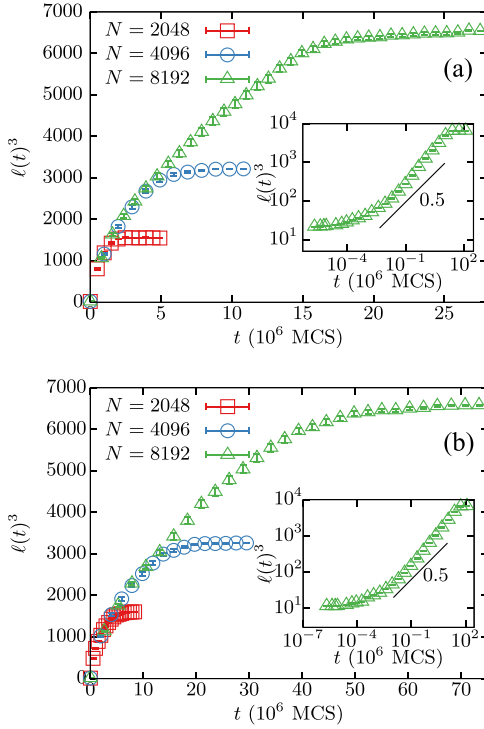 7000
6000
5000
4000
3000
2000
1000
0
ℓ(t)³
N = 2048
N = 4096
N = 8192
(a)
ℓ(t)³
10⁴
10³
10²
10¹
0.5
10⁻⁴ 10⁻¹ 10²
t (10⁶ MCS)
0 5 10 15 20 25
t (10⁶ MCS)
7000
6000
5000
4000
3000
2000
1000
0
ℓ(t)³
N = 2048
N = 4096
N = 8192
(b)
ℓ(t)³
10⁴
10³
10²
10¹
0.5
10⁻⁷ 10⁻⁴ 10⁻¹ 10²
t (10⁶ MCS)
0 10 20 30 40 50 60 70
t (10⁶ MCS)